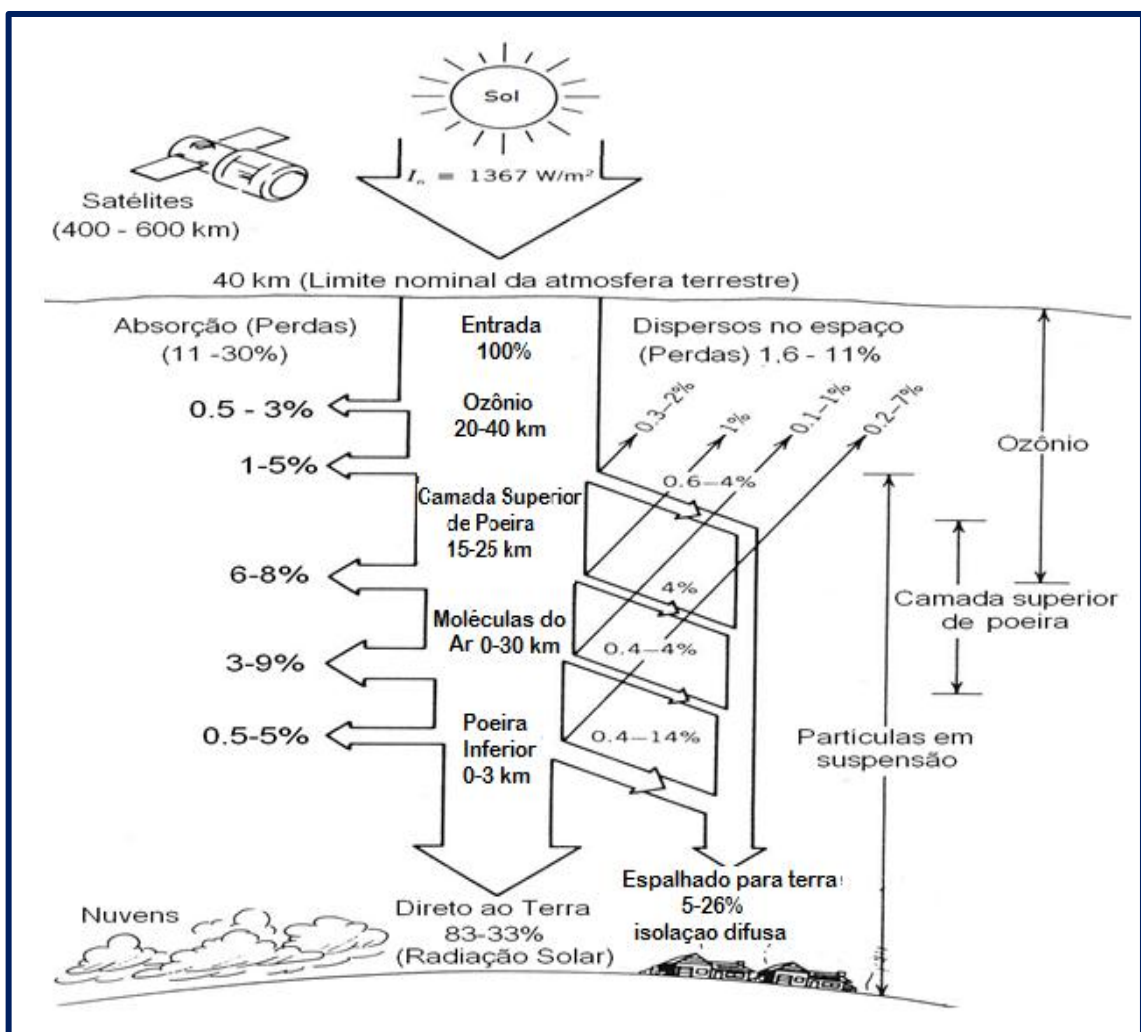 Sol
Iₙ = 1367 W/m²
Satélites
(400 - 600 km)
40 km (Limite nominal da atmosfera terrestre)
Absorção (Perdas)
(11 -30%)
Entrada
100%
Dispersos no espaço
(Perdas) 1,6 - 11%
0.5 - 3%
Ozônio
20-40 km
0.3-2%
1%
0.1-1%
0.2-7%
Ozônio
1-5%
0.6-4%
Camada Superior
de Poeira
15-25 km
6-8%
4%
Camada superior
de poeira
Moléculas do
Ar 0-30 km
0.4-4%
3-9%
0.5-5%
Poeira
Inferior
0-3 km
0.4-14%
Partículas em
suspensão
Nuvens
Direto ao Terra
83-33%
(Radiação Solar)
Espalhado para terra
5-26%
isolaçao difusa